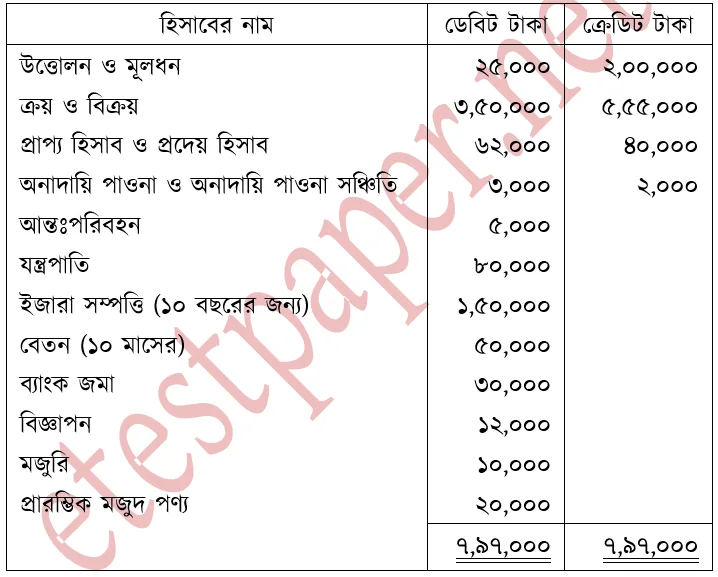 হিসাবের নাম ডেবিট টাকা ক্রেডিট টাকা
উত্তোলন ও মূলধন ২৫,০০০ ২,০০,০০০
ক্রয় ও বিক্রয় ৩,৫০,০০০ ৫,৫৫,০০০
প্রাপ্য হিসাব ও প্রদেয় হিসাব ৬২,০০০ ৪০,০০০
অনাদায়ি পাওনা ও অনাদায়ি পাওনা সঞ্চিতি ৩,০০০ ২,০০০
আন্তঃপরিবহন ৫,০০০
যন্ত্রপাতি ৮০,০০০
ইজারা সম্পত্তি (১০ বছরের জন্য) ১,৫০,০০০
বেতন (১০ মাসের) ৫০,০০০
ব্যাংক জমা ৩০,০০০
বিজ্ঞাপন ১২,০০০
মজুরি ১০,০০০
প্রারম্ভিক মজুদ পণ্য ২০,০০০
৭,৯৭,০০০ ৭,৯৭,০০০
etestpaper.net